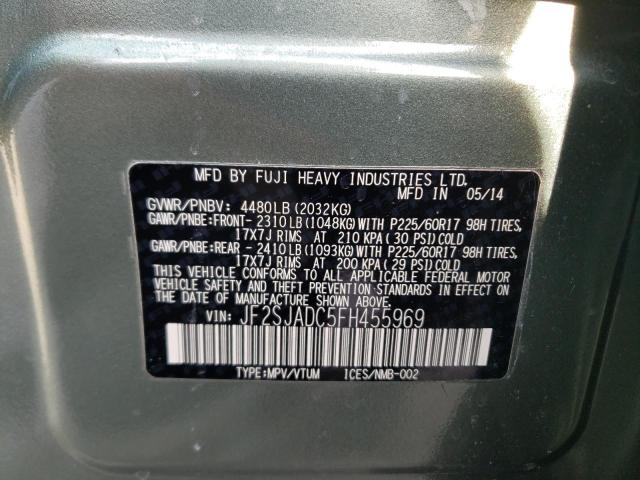 MFD BY FUJI HEAVY INDUSTRIES LTD.
MFD IN 05/14
GVWR/PNBV: 4480LB (2032KG)
GAWR/PNBE:FRONT- 2310LB (1048KG)WITH P225/60R17 98H TIRES,
17X7J RIMS AT 210 KPA (30 PSI)COLD
GAWR/PNBE:REAR - 2410LB (1093KG)WITH P225/60R17 98H TIRES,
17X7J RIMS AT 200 KPA (29 PSI)COLD
THIS VEHICLE CONFORMS TO ALL APPLICABLE FEDERAL MOTOR
VEHICLE SAFETY, BUMPER, AND THEFT PREVENTION STANDARDS IN EFFECT ON
THE DATE OF MANUFACTURE SHOWN ABOVE.
VIN: JF2SJADC5FH455969
TYPE:MPV/VTUM ICES/NMB-002